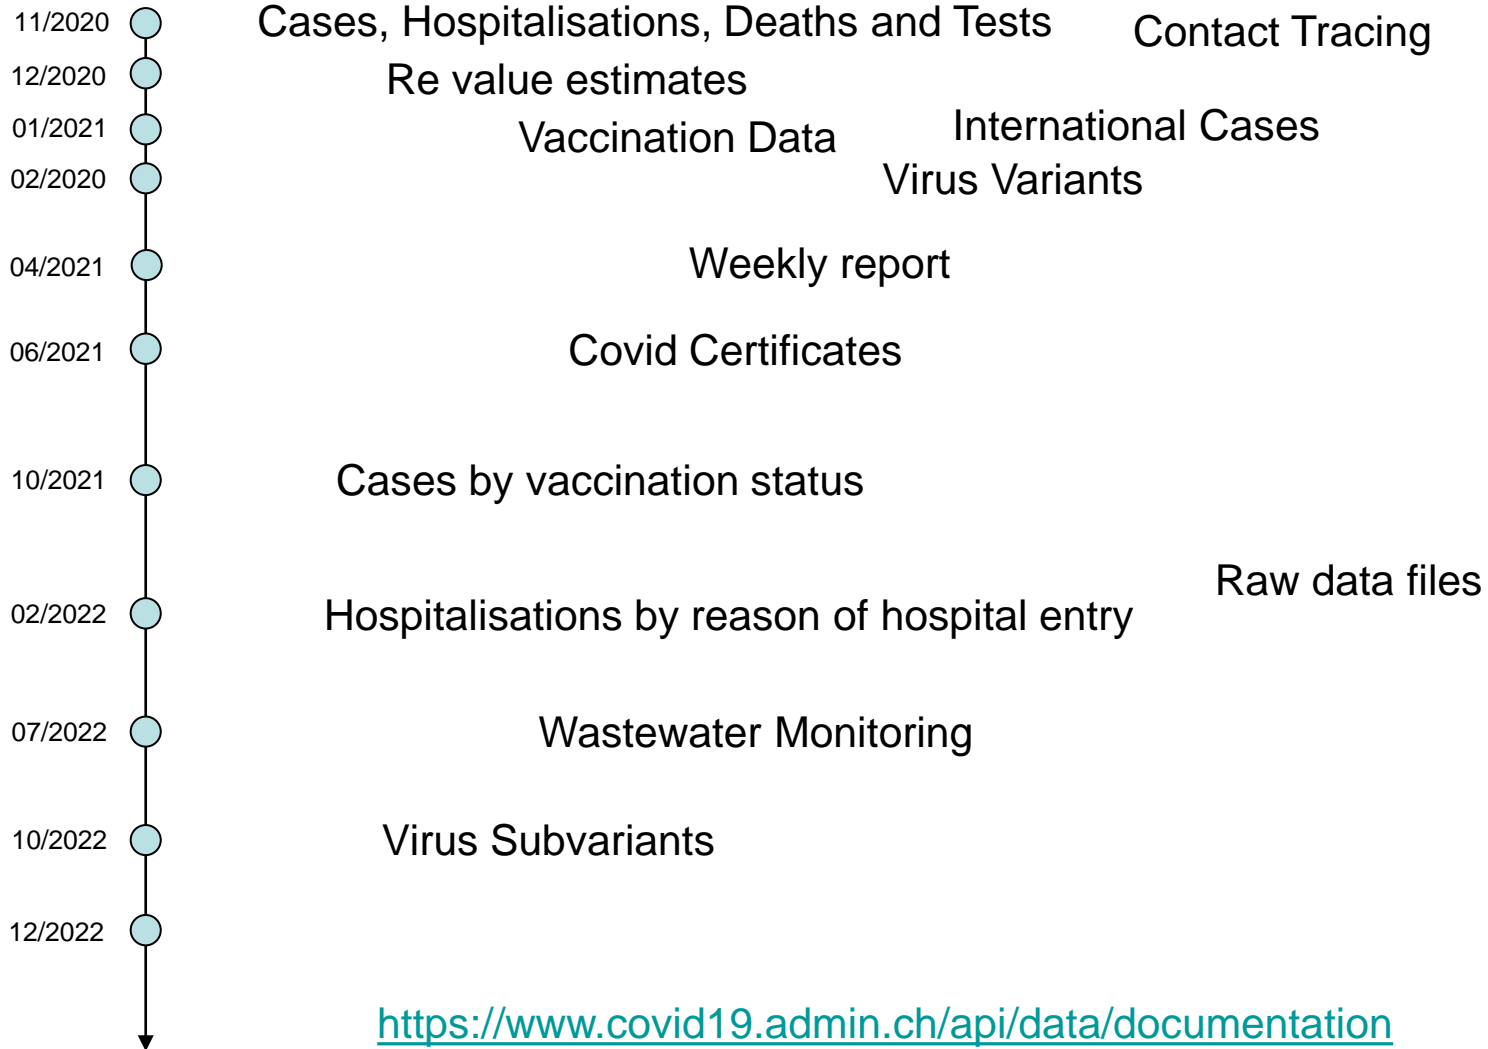 11/2020 Cases, Hospitalisations, Deaths and Tests Contact Tracing
12/2020 Re value estimates
01/2021 Vaccination Data International Cases
02/2020 Virus Variants
04/2021 Weekly report
06/2021 Covid Certificates
10/2021 Cases by vaccination status
Raw data files
02/2022 Hospitalisations by reason of hospital entry
07/2022 Wastewater Monitoring
10/2022 Virus Subvariants
12/2022
https://www.covid19.admin.ch/api/data/documentation